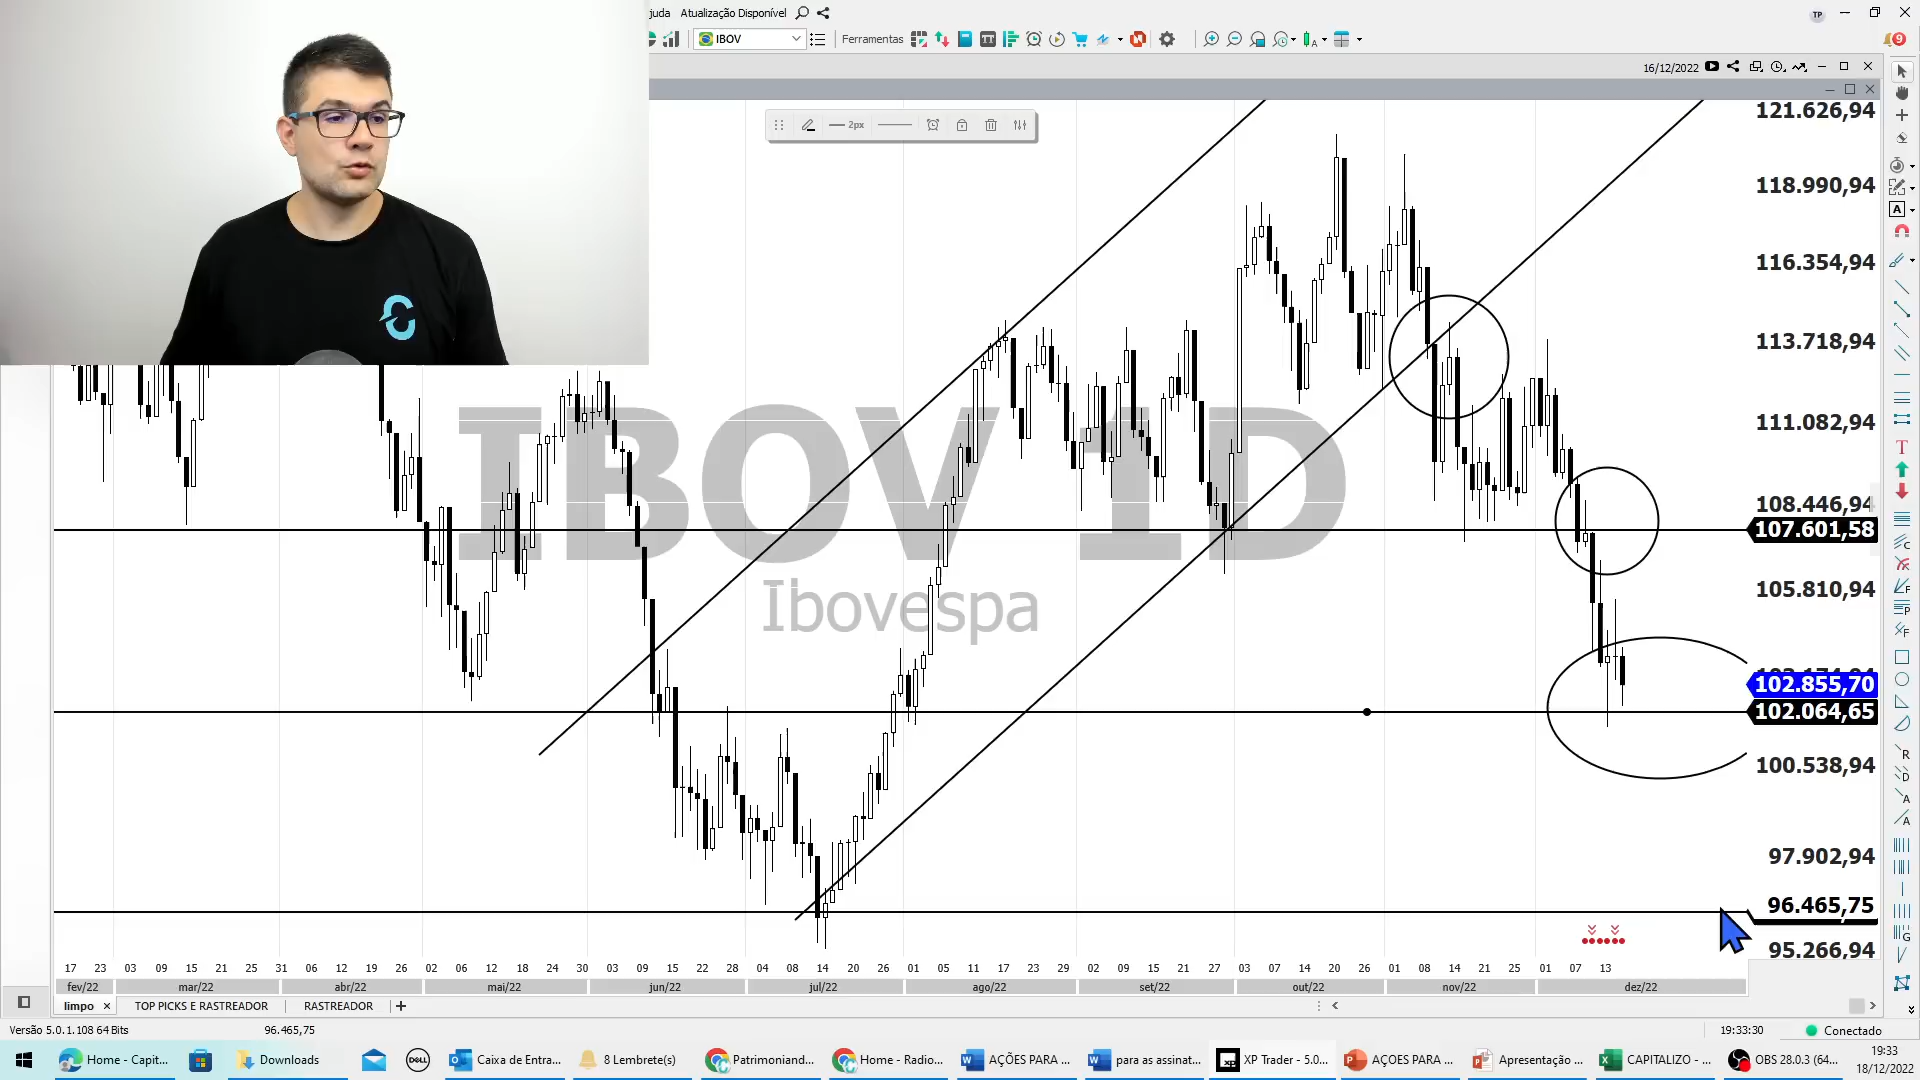 juda Atualização Disponível
TP
IBOV
Ferramentas
9
16/12/2022
2px
121.626,94
118.990,94
116.354,94
113.718,94
111.082,94
108.446,94
107.601,58
105.810,94
102.855,70
102.064,65
100.538,94
97.902,94
96.465,75
95.266,94
IBOV 1D
Ibovespa
17 23 03 09 15 21 25 31 06 12 19 26 02 06 12 18 24 30 03 09 15 22 28 04 08 14 20 26 01 05 11 17 23 29 02 09 15 21 27 03 07 14 20 26 01 08 14 21 25 01 07 13
fev/22 mar/22 abr/22 mai/22 jun/22 jul/22 ago/22 set/22 out/22 nov/22 dez/22
limpo × TOP PICKS E RASTREADOR RASTREADOR +
Versão 5.0.1.108 64 Bits 96.465,75 19:33:30 Conectado
Home - Capit... Downloads DELL Caixa de Entra... 8 Lembrete(s) Patrimoniand... Home - Radio... AÇÕES PARA ... para as assinat... XP Trader - 5.0... AÇOES PARA ... Apresentação ... CAPITALIZO - ... OBS 28.0.3 (64...
19:33
18/12/2022